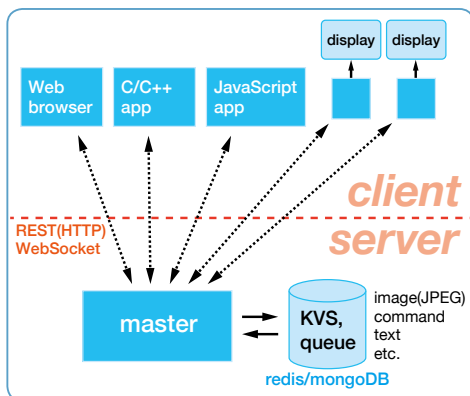 display
display
Web
browser
C/C++
app
JavaScript
app
client
REST(HTTP)
WebSocket
server
master
KVS,
queue
image(JPEG)
command
text
etc.
redis/mongoDB